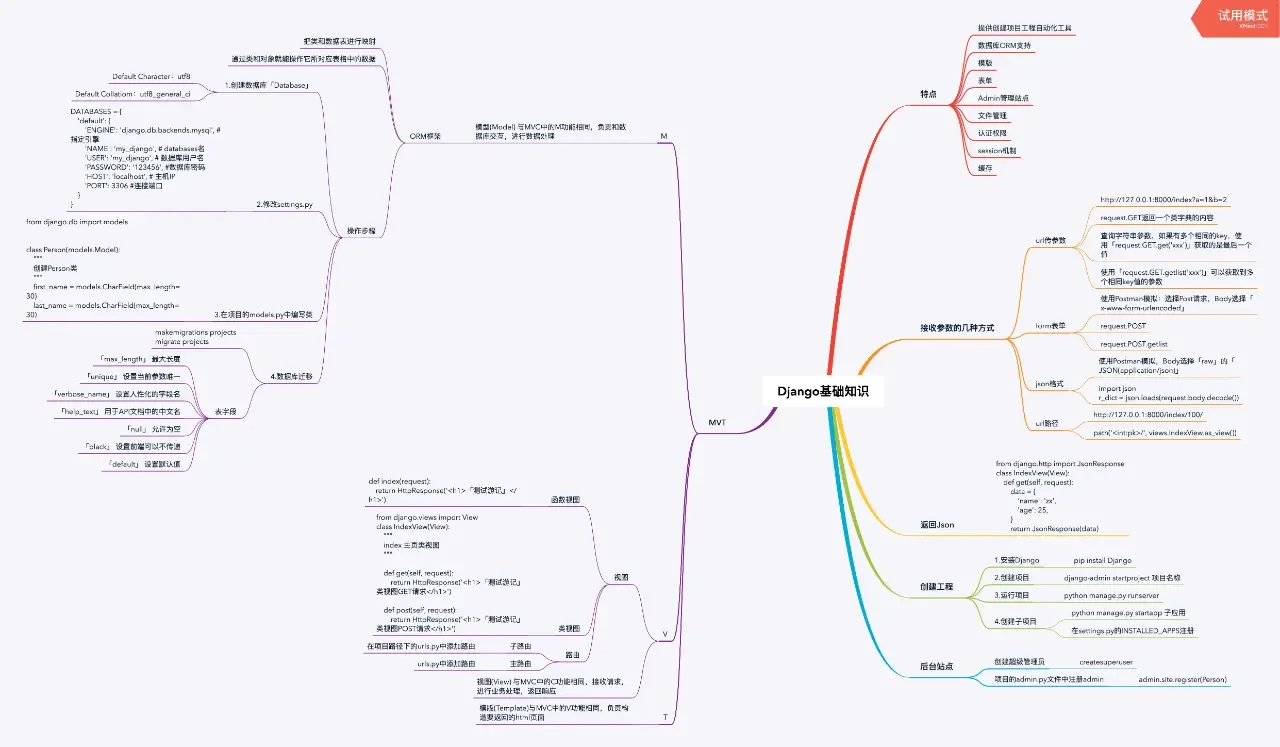 试用模式
XMind:ZEN
Django基础知识
特点
提供创建项目工程自动化工具
数据库ORM支持
模版
表单
Admin管理站点
文件管理
认证权限
session机制
缓存
接收参数的几种方式
url传参数
http://127.0.0.1:8000/index?a=1&b=2
request.GET返回一个类字典的内容
查询字符串参数，如果有多个相同的key，使
用「request.GET.get('xxx')」获取的是最后一个
值
使用「request.GET.getlist('xxx')」可以获取到多
个相同key值的参数
form表单
使用Postman模拟：选择Post请求，Body选择「
x-www-form-urlencoded」
request.POST
request.POST.getlist
json格式
使用Postman模拟，Body选择「raw」的「
JSON(application/json)」
import json
r_dict = json.loads(request.body.decode())
url路径
http://127.0.0.1:8000/index/100/
path('<int:pk>/', views.IndexView.as_view())
返回Json
from django.http import JsonResponse
class IndexView(View):
def get(self, request):
data = {
'name': 'zx',
'age': 25,
}
return JsonResponse(data)
创建工程
1.安装Django
pip install Django
2.创建项目
django-admin startproject 项目名称
3.运行项目
python manage.py runserver
4.创建子项目
python manage.py startapp 子应用
在settings.py的INSTALLED_APPS注册
后台站点
创建超级管理员
createsuperuser
项目的admin.py文件中注册admin
admin.site.register(Person)
MVT
M
模型(Model) 与MVC中的M功能相同，负责和数
据库交互，进行数据处理
ORM框架
把类和数据表进行映射
通过类和对象就能操作它所对应表格中的数据
操作步骤
1.创建数据库「Database」
Default Character：utf8
Default Collatiom：utf8_general_ci
2.修改settings.py
DATABASES = {
'default': {
'ENGINE': 'django.db.backends.mysql', #
指定引擎
'NAME': 'my_django', # databases名
'USER': 'my_django', # 数据库用户名
'PASSWORD': '123456', #数据库密码
'HOST': 'localhost', # 主机IP
'PORT': 3306 #连接端口
}
}
3.在项目的models.py中编写类
from django.db import models
class Person(models.Model):
"""
创建Person类
"""
first_name = models.CharField(max_length=
30)
last_name = models.CharField(max_length=
30)
4.数据库迁移
makemigrations projects
migrate projects
表字段
「max_length」 最大长度
「unique」 设置当前参数唯一
「verbose_name」 设置人性化的字段名
「help_text」 用于API文档中的中文名
「null」 允许为空
「black」 设置前端可以不传递
「default」 设置默认值
V
视图
函数视图
def index(request):
return HttpResponse('<h1>「测试游记」</
h1>')
类视图
from django.views import View
class IndexView(View):
"""
index 主页类视图
"""
def get(self, request):
return HttpResponse('<h1>「测试游记」
类视图GET请求</h1>')
def post(self, request):
return HttpResponse('<h1>「测试游记」
类视图POST请求</h1>')
路由
子路由
在项目路径下的urls.py中添加路由
主路由
urls.py中添加路由
视图(View) 与MVC中的C功能相同，接收请求，
进行业务处理，返回响应
T
模版(Template)与MVC中的V功能相同，负责构
造要返回的html页面